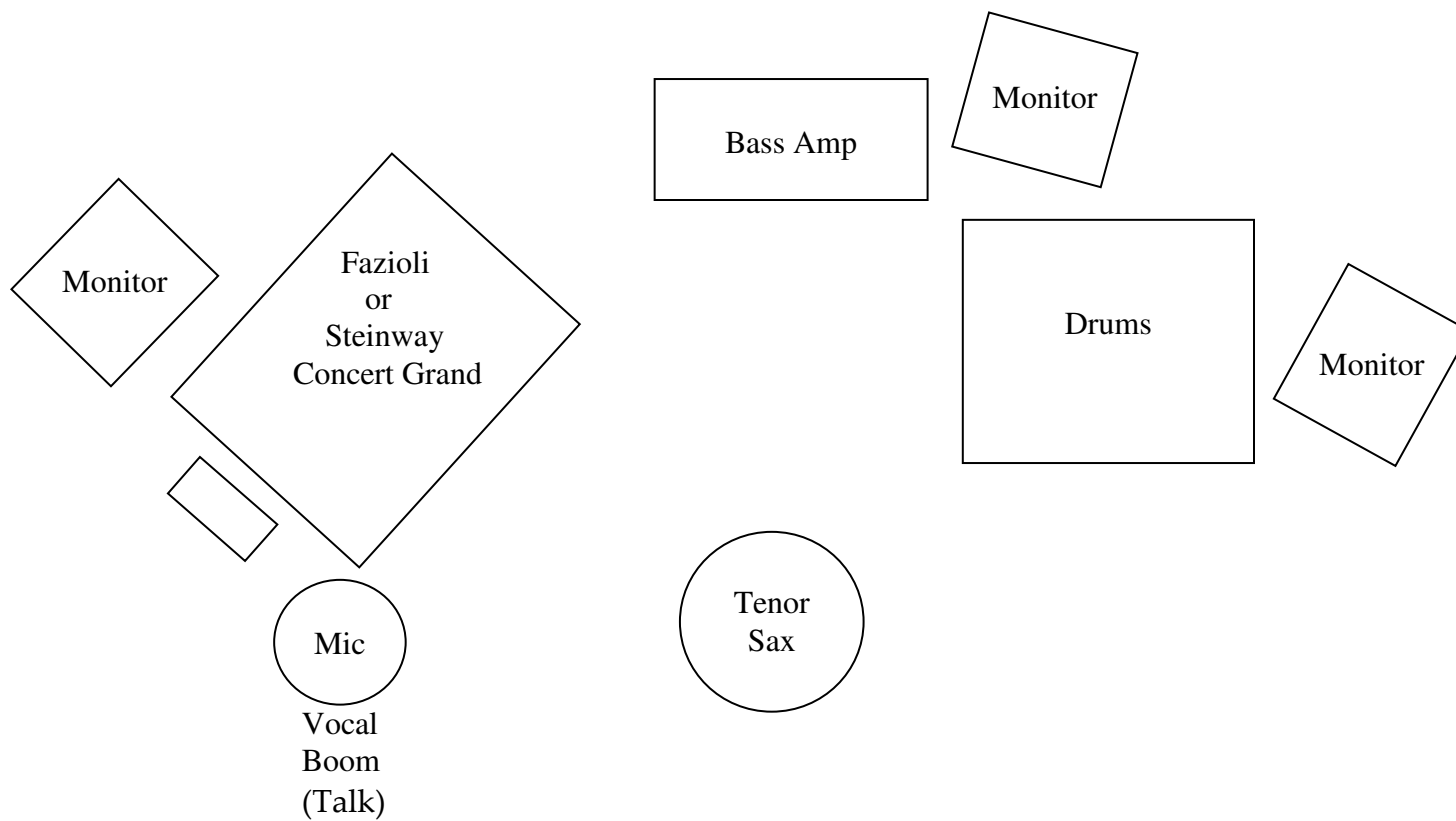 Monitor
Bass Amp
Monitor
Fazioli
or
Steinway
Concert Grand
Drums
Monitor
Tenor
Sax
Mic
Vocal
Boom
(Talk)